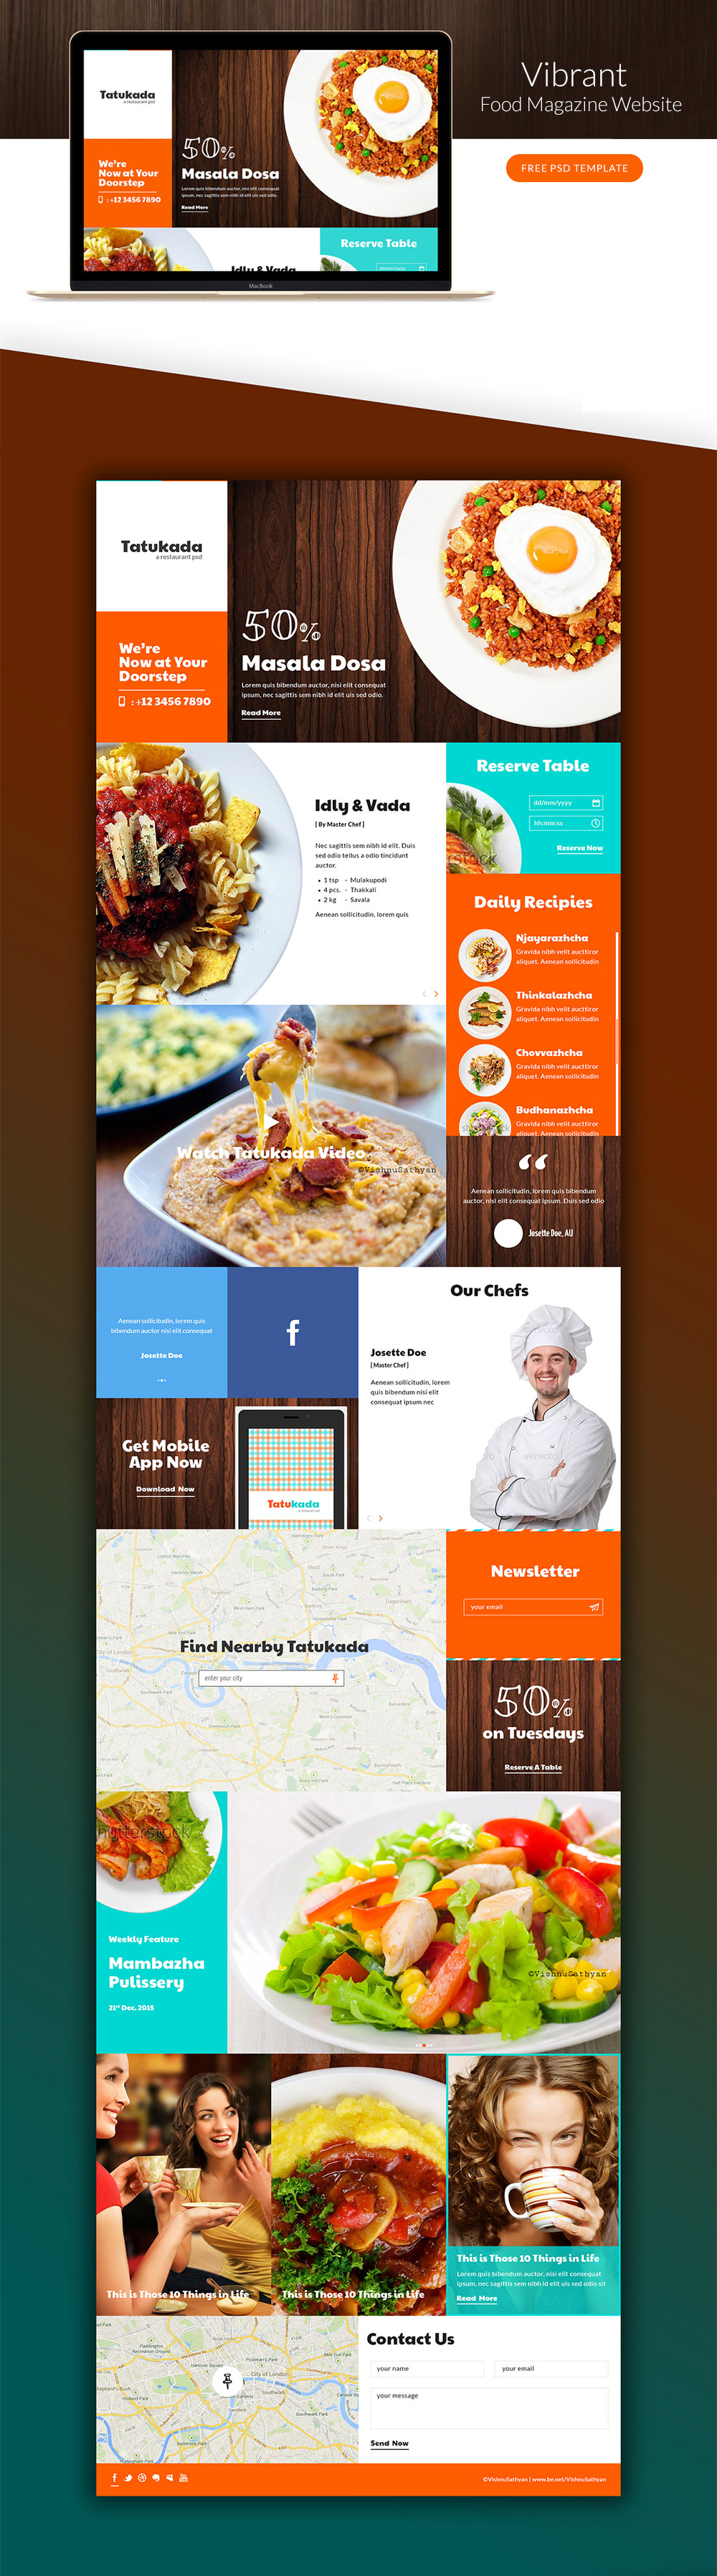 Vibrant
Food Magazine Website
FREE PSD TEMPLATE
Tatukada
a restaurant psd
We're
Now at Your
Doorstep
: +12 3456 7890
50%
Masala Dosa
Lorem quis bibendum auctor, nisi elit consequat
ipsum, nec sagittis sem nibh id elit uis sed odio.
Read More
Idly & Vada
Reserve Table
dd/mm/yyyy
MacBook
Tatukada
a restaurant psd
We're
Now at Your
Doorstep
: +12 3456 7890
50%
Masala Dosa
Lorem quis bibendum auctor, nisi elit consequat
ipsum, nec sagittis sem nibh id elit uis sed odio.
Read More
Idly & Vada
[ By Master Chef ]
Nec sagittis sem nibh id elit. Duis
sed odio tellus a odio tincidunt
auctor.
• 1 tsp - Mulakupodi
• 4 pcs. - Thakkali
• 2 kg - Savala
Aenean sollicitudin, lorem quis
Reserve Table
dd/mm/yyyy
hh:mm:ss
Reserve Now
Daily Recipies
Njayarazhcha
Gravida nibh velit aucttiror
aliquet. Aenean sollicitudin
Thinkalazhcha
Gravida nibh velit aucttiror
aliquet. Aenean sollicitudin
Chovvazhcha
Gravida nibh velit aucttiror
aliquet. Aenean sollicitudin
Budhanazhcha
Gravida nibh velit aucttiror
aliquet. Aenean sollicitudin
Watch Tatukada Video
©VishnuSathyan
“
Aenean sollicitudin, lorem quis bibendum
auctor, nisi elit consequat ipsum. Duis sed odio
Josette Doe, AU
Aenean sollicitudin, lorem quis
bibendum auctor nisi elit consequat
Josette Doe
f
Our Chefs
Josette Doe
[ Master Chef ]
Aenean sollicitudin, lorem
quis bibendum nisi elit
consequat ipsum nec
Get Mobile
App Now
Download Now
Tatukada
a restaurant psd
Find Nearby Tatukada
enter your city
Newsletter
your email
50%
on Tuesdays
Reserve A Table
shutterstock
Weekly Feature
Mambazha
Pulissery
21st Dec. 2015
©VishnuSathyan
This is Those 10 Things in Life
This is Those 10 Things in Life
This is Those 10 Things in Life
Lorem quis bibendum auctor, nisi elit consequat
ipsum, nec sagittis sem nibh id elit uis sed odio sit
Read More
City of London
Contact Us
your name
your email
your message
Send Now
©VishnuSathyan | www.be.net/VishnuSathyan